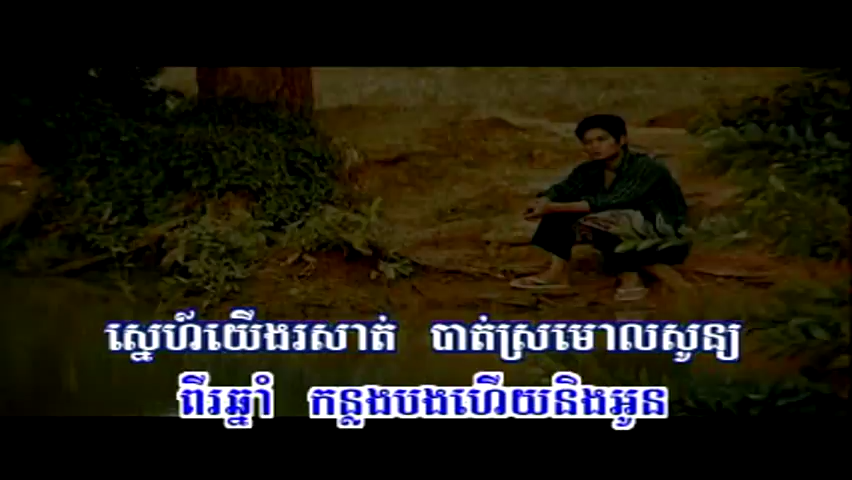 ស្នេហ៍យើងរសាត់ បាត់ស្រមោលសូន្យ
ពីរឆ្នាំ កន្លងបងហើយនិងអូន